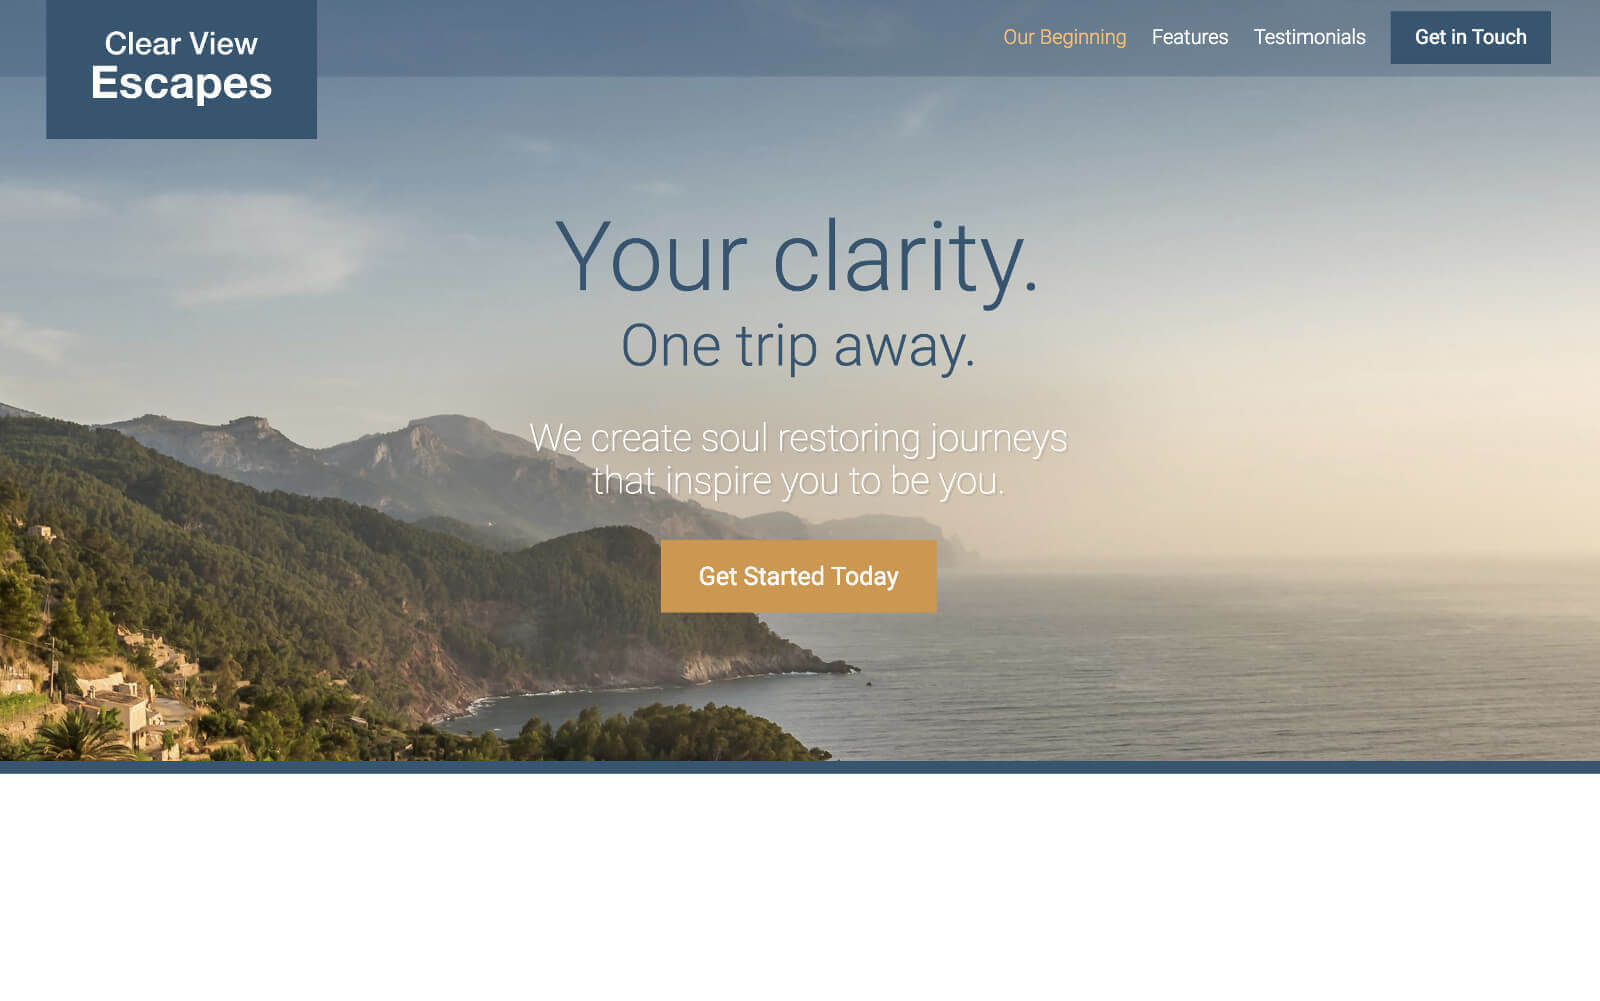 Clear View
Escapes
Our Beginning
Features
Testimonials
Get in Touch
Your clarity.
One trip away.
We create soul restoring journeys
that inspire you to be you.
Get Started Today